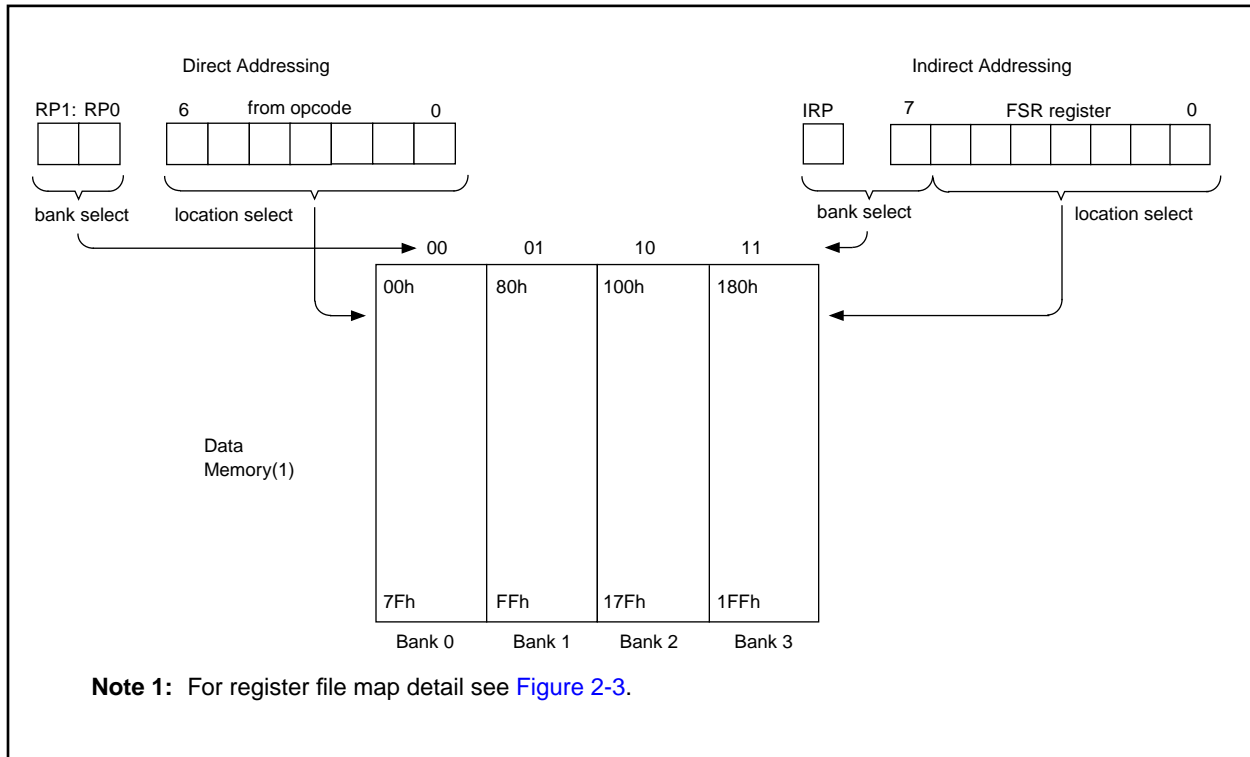 Direct Addressing
Indirect Addressing
RP1: RP0
6
from opcode
0
IRP
7
FSR register
0
bank select
location select
bank select
location select
00
01
10
11
00h
80h
100h
180h
Data
Memory(1)
7Fh
FFh
17Fh
1FFh
Bank 0
Bank 1
Bank 2
Bank 3
Note 1: For register file map detail see Figure 2-3.